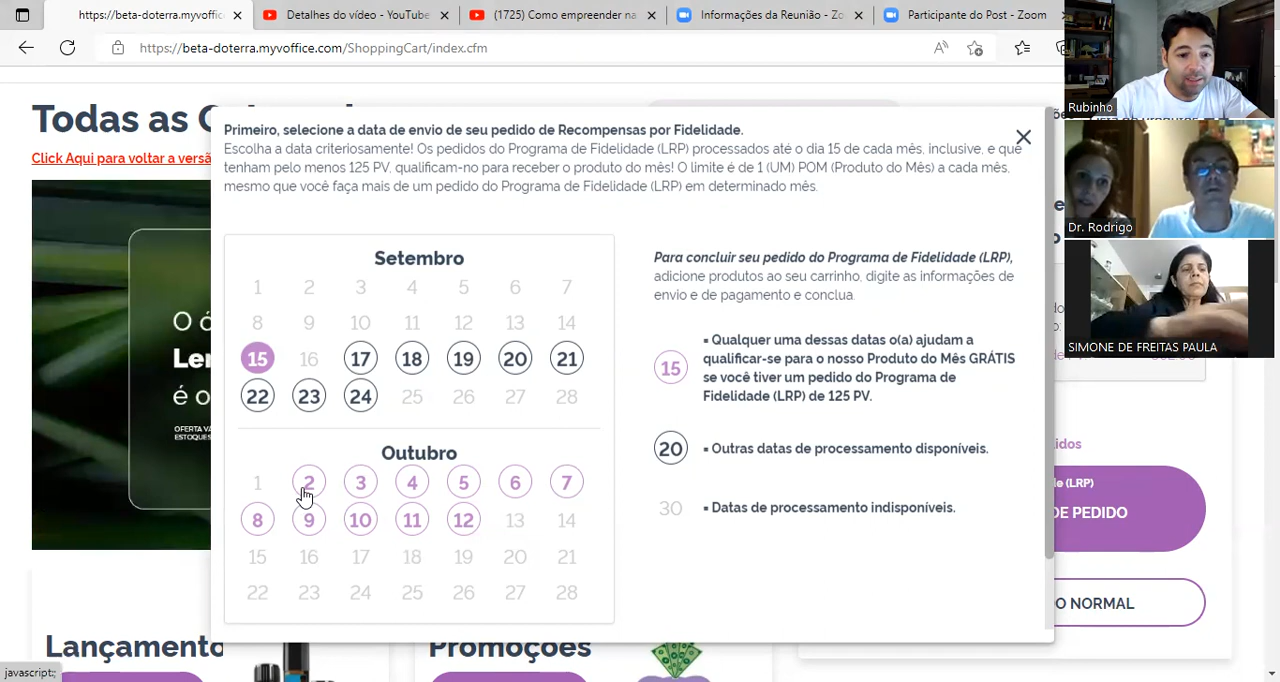 https://beta-doterra.myvoffice
Detalhes do vídeo - YouTube
(1725) Como empreender na
Informações da Reunião - Zo
Participante do Post - Zoom
https://beta-doterra.myvoffice.com/ShoppingCart/index.cfm
Todas as
Click Aqui para voltar a versã
O ó
Ler
é o
OFERTA VÁ
ESTOQUES
Lançamento
Promoções
Primeiro, selecione a data de envio de seu pedido de Recompensas por Fidelidade.
Escolha a data criteriosamente! Os pedidos do Programa de Fidelidade (LRP) processados até o dia 15 de cada mês, inclusive, e que
tenham pelo menos 125 PV, qualificam-no para receber o produto do mês! O limite é de 1 (UM) POM (Produto do Mês) a cada mês,
mesmo que você faça mais de um pedido do Programa de Fidelidade (LRP) em determinado mês.
Setembro
1 2 3 4 5 6 7
8 9 10 11 12 13 14
15 16 17 18 19 20 21
22 23 24 25 26 27 28
Outubro
1 2 3 4 5 6 7
8 9 10 11 12 13 14
15 16 17 18 19 20 21
22 23 24 25 26 27 28
Para concluir seu pedido do Programa de Fidelidade (LRP),
adicione produtos ao seu carrinho, digite as informações de
envio e de pagamento e conclua.
15
= Qualquer uma dessas datas o(a) ajudam a
qualificar-se para o nosso Produto do Mês GRÁTIS
se você tiver um pedido do Programa de
Fidelidade (LRP) de 125 PV.
20 = Outras datas de processamento disponíveis.
30 = Datas de processamento indisponíveis.
didos
de (LRP)
DE PEDIDO
O NORMAL
Rubinho
Dr. Rodrigo
SIMONE DE FREITAS PAULA
javascript:;